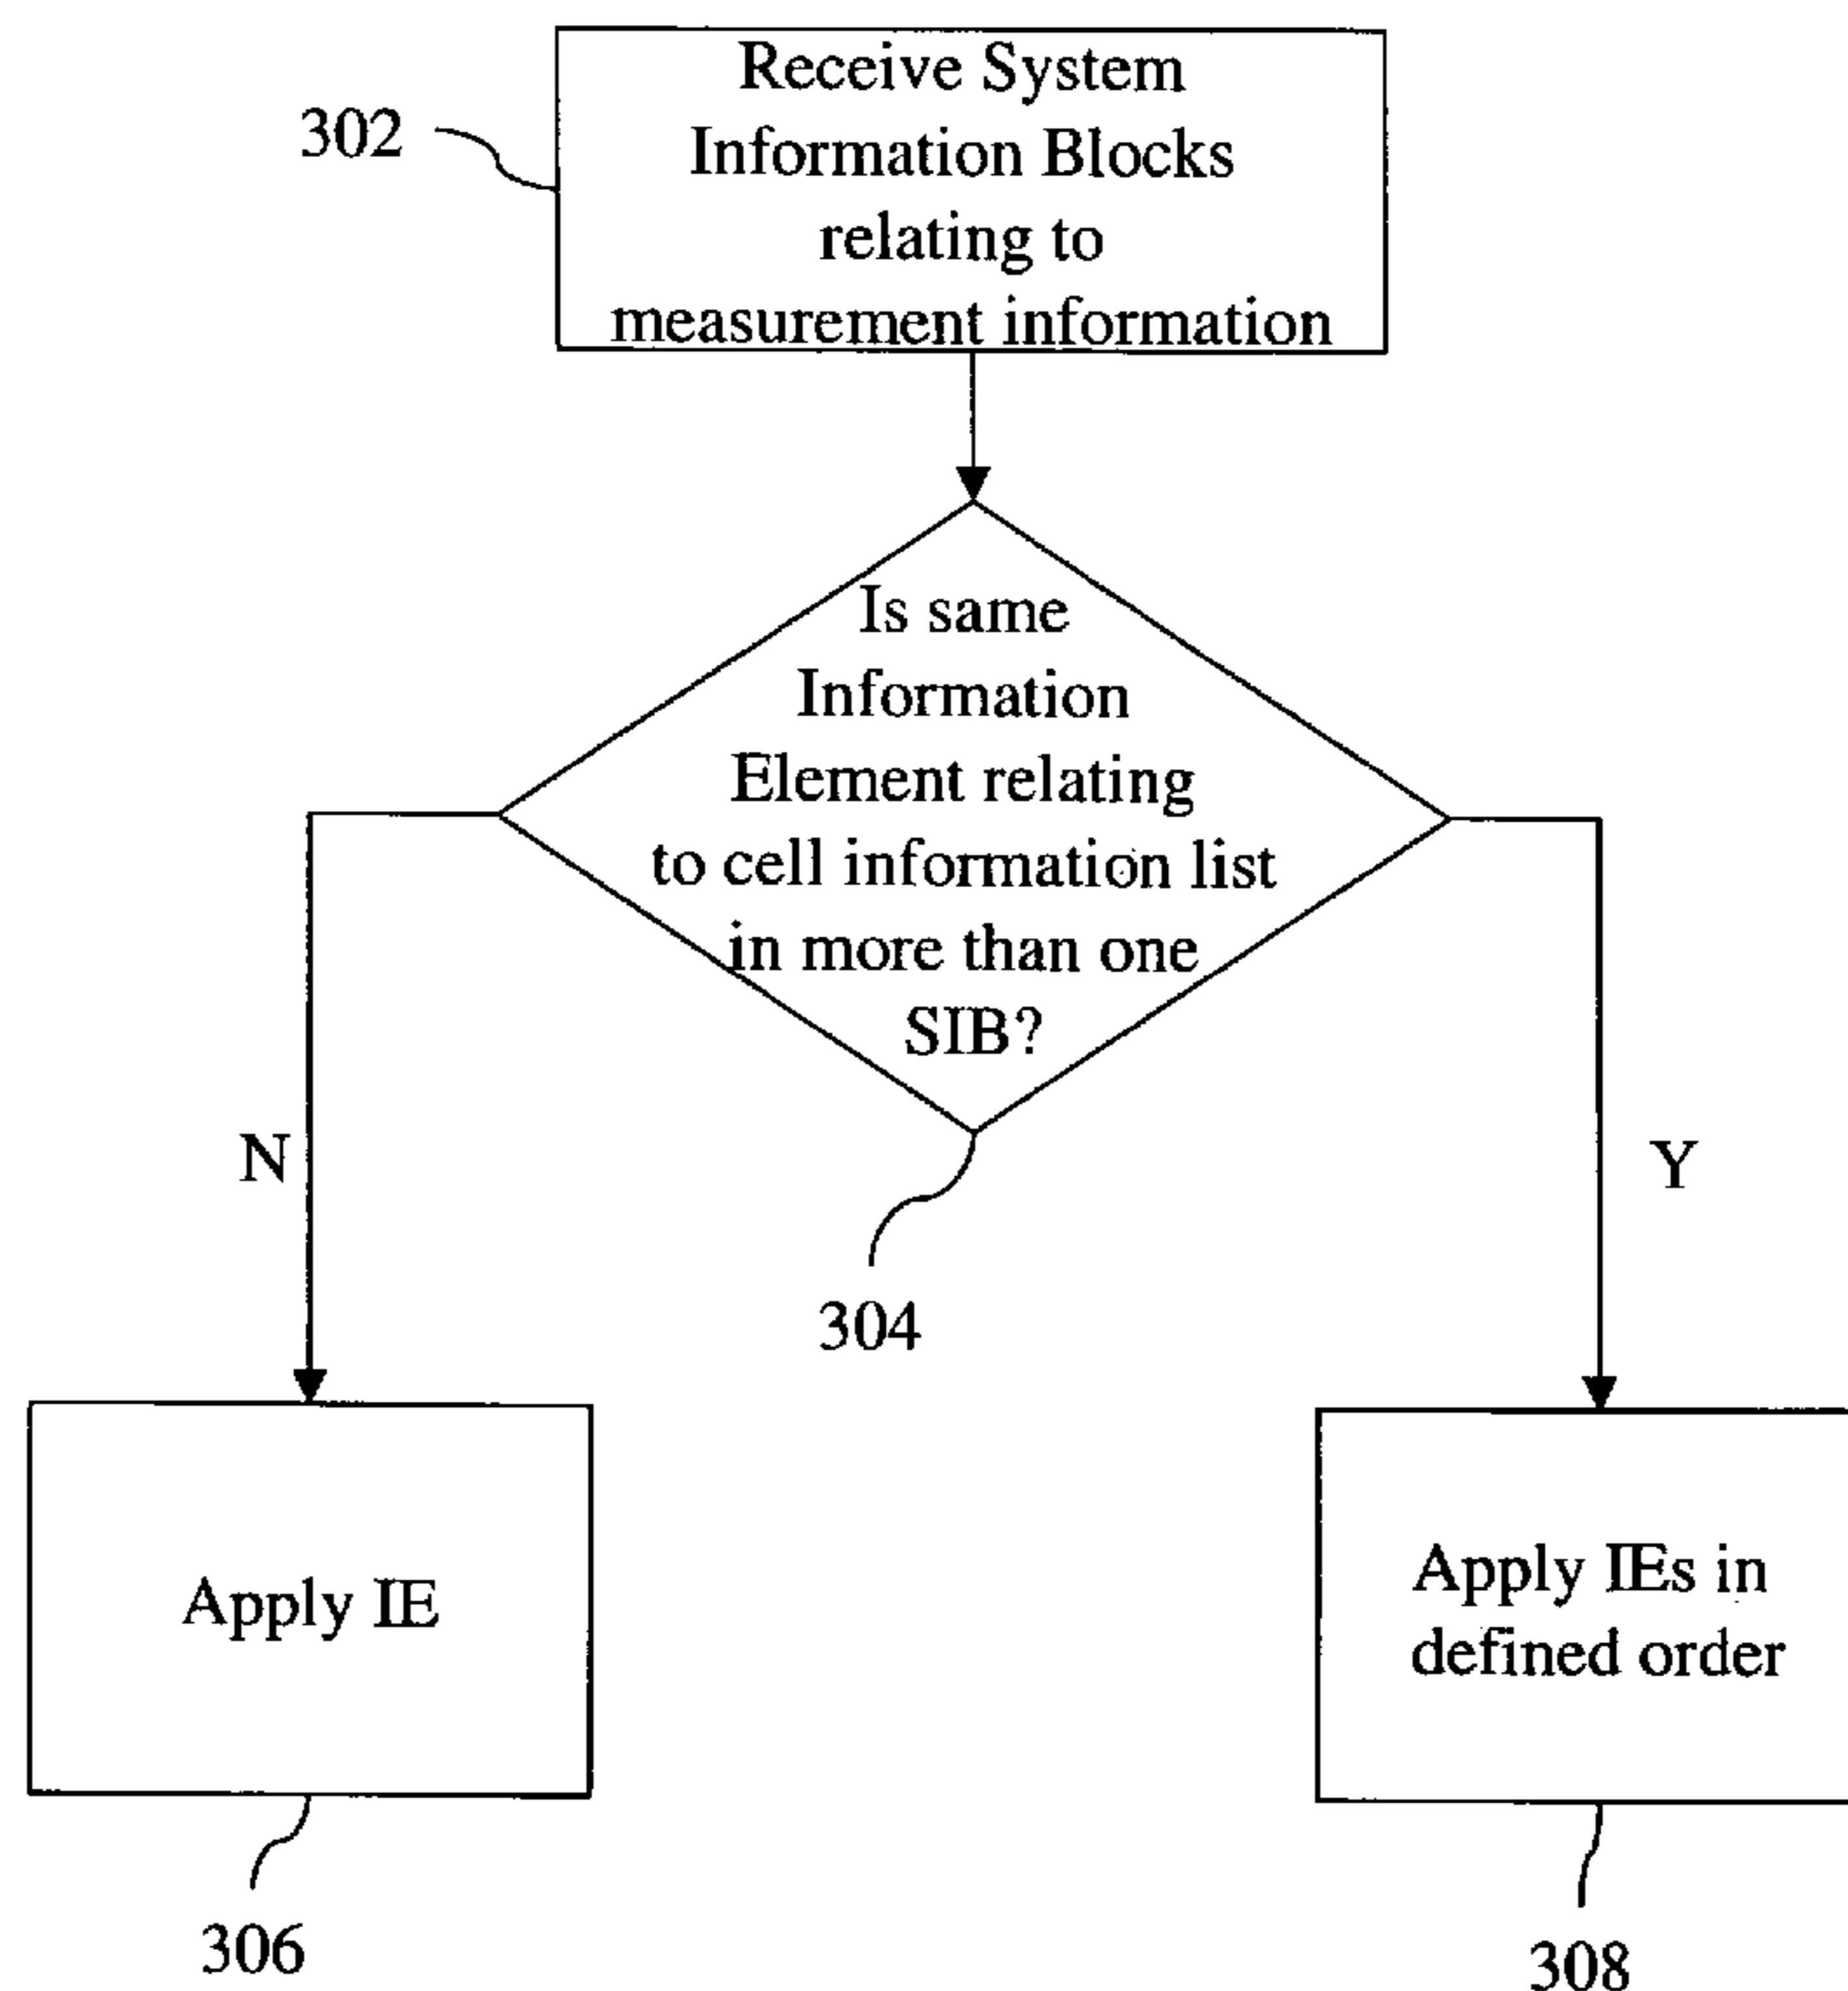 Receive System
Information Blocks
relating to
measurement information
302
Is same
Information
Element relating
to cell information list
in more than one
SIB?
N
Y
304
Apply IE
Apply IEs in
defined order
306
308